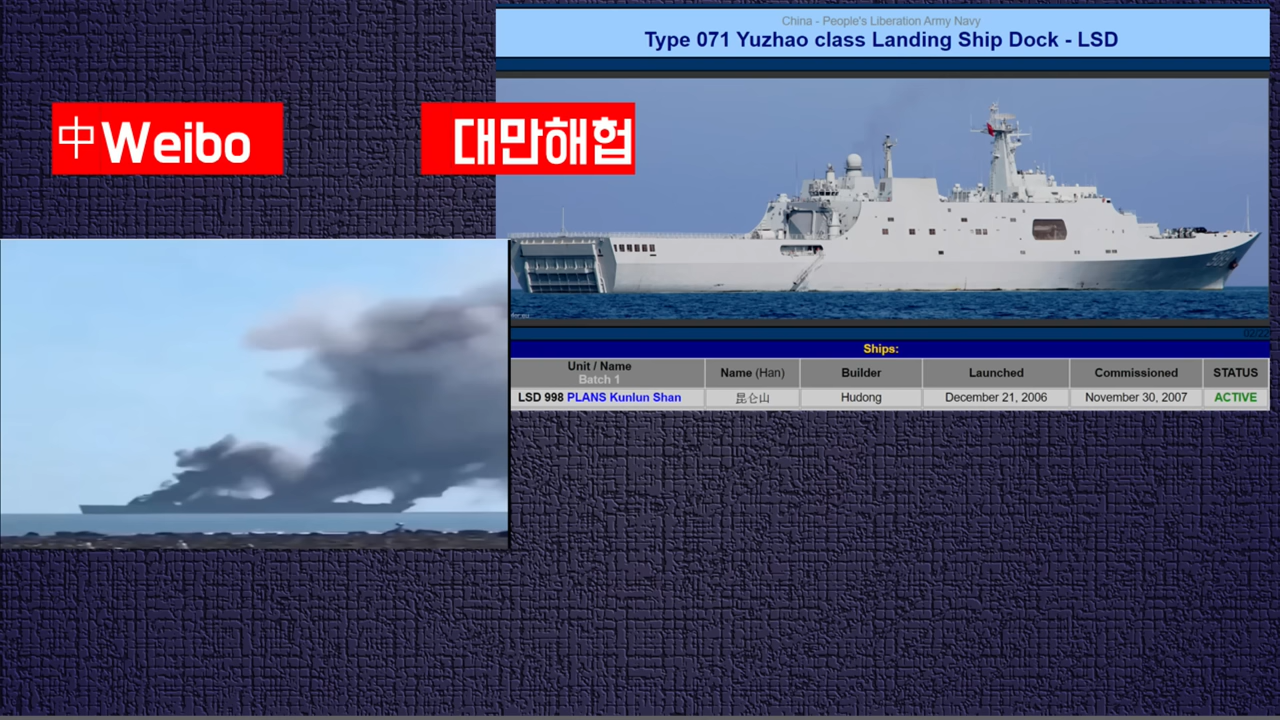 China - People's Liberation Army Navy
Type 071 Yuzhao class Landing Ship Dock - LSD
中Weibo
대만해헙
Ships:
Unit / Name
Batch 1
Name (Han)
Builder
Launched
Commissioned
STATUS
LSD 998 PLANS Kunlun Shan
昆仑山
Hudong
December 21, 2006
November 30, 2007
ACTIVE